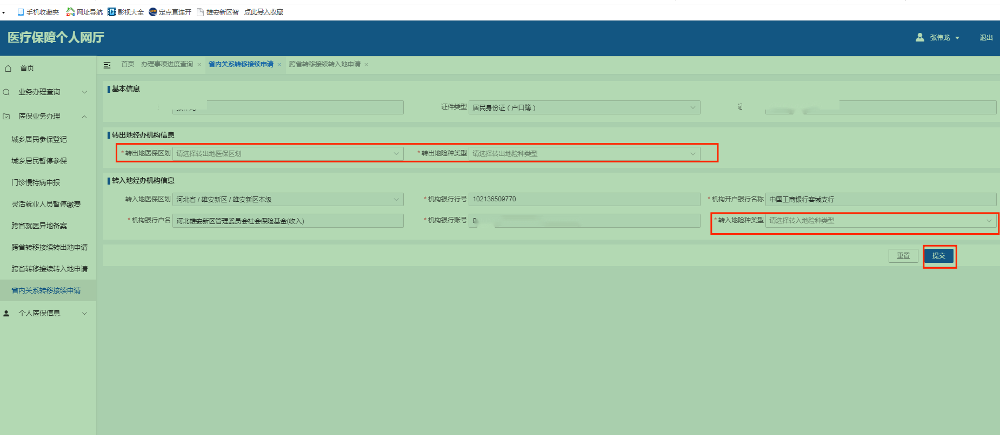 手机收藏夹 网址导航 影视大全 定点直连开 雄安新区智 点此导入收藏
医疗保障个人网厅
张伟龙 退出
首页
业务办理查询
医保业务办理
城乡居民参保登记
城乡居民暂停参保
门诊慢特病申报
灵活就业人员暂停缴费
跨省就医异地备案
跨省转移接续转出地申请
跨省转移接续转入地申请
省内关系转移接续申请
个人医保信息
首页 办理事项进度查询 × 省内关系转移接续申请 × 跨省转移接续转入地申请 ×
基本信息
证件类型 居民身份证（户口簿） 证
转出地经办机构信息
*转出地医保区划 请选择转出地医保区划 *转出地险种类型 请选择转出地险种类型
转入地经办机构信息
转入地医保区划 河北省 / 雄安新区 / 雄安新区本级 *机构银行行号 102136509770 *机构开户银行名称 中国工商银行容城支行
*机构银行户名 河北雄安新区管理委员会社会保险基金(收入) *机构银行账号 0 *转入地险种类型 请选择转入地险种类型
重置 提交